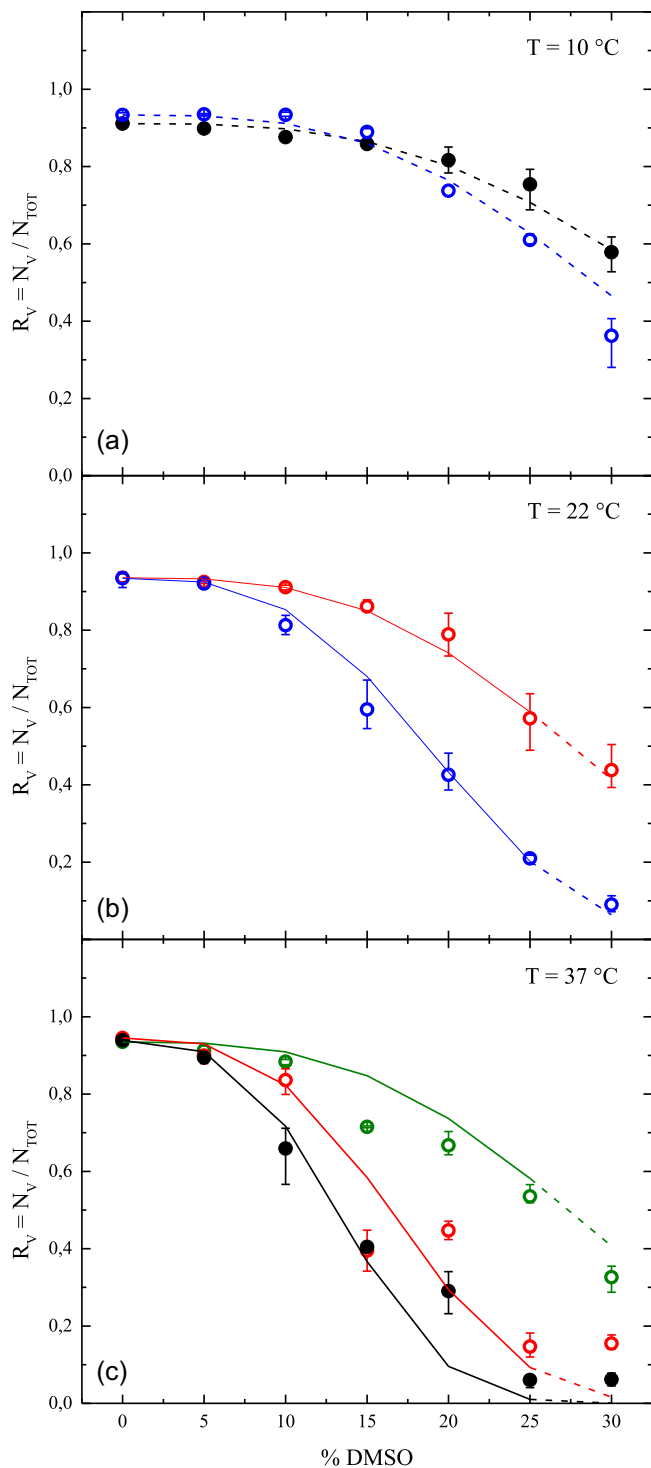 T = 10 °C
1,0
0,8
0,6
0,4
0,2
0,0
R_V = N_V / N_TOT
(a)
T = 22 °C
1,0
0,8
0,6
0,4
0,2
R_V = N_V / N_TOT
(b)
T = 37 °C
1,0
0,8
0,6
0,4
0,2
0,0
R_V = N_V / N_TOT
(c)
0 5 10 15 20 25 30
% DMSO